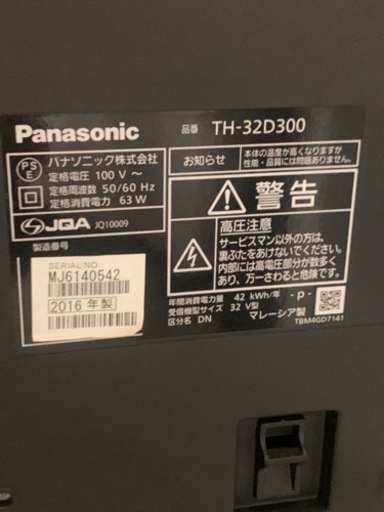 Panasonic
品番 TH-32D300
PS E
パナソニック株式会社
定格電圧 100 V～
定格周波数 50/60 Hz
定格消費電力 63 W
JQA JQ10009
製造番号
SERIAL NO.
MJ6140542
2016 年製
お知らせ
本体の温度が高くなりますが
性能・品質には問題ありません。
警告
高圧注意
サービスマン以外の方は、
裏ぶたをあけないでください。
内部には高電圧部分が数多く
あり、万一さわると危険です。
年間消費電力量 42 kWh/年
受信機型サイズ 32 V型
区分名 DN
-p-
マレーシア製
TBM4GD7141